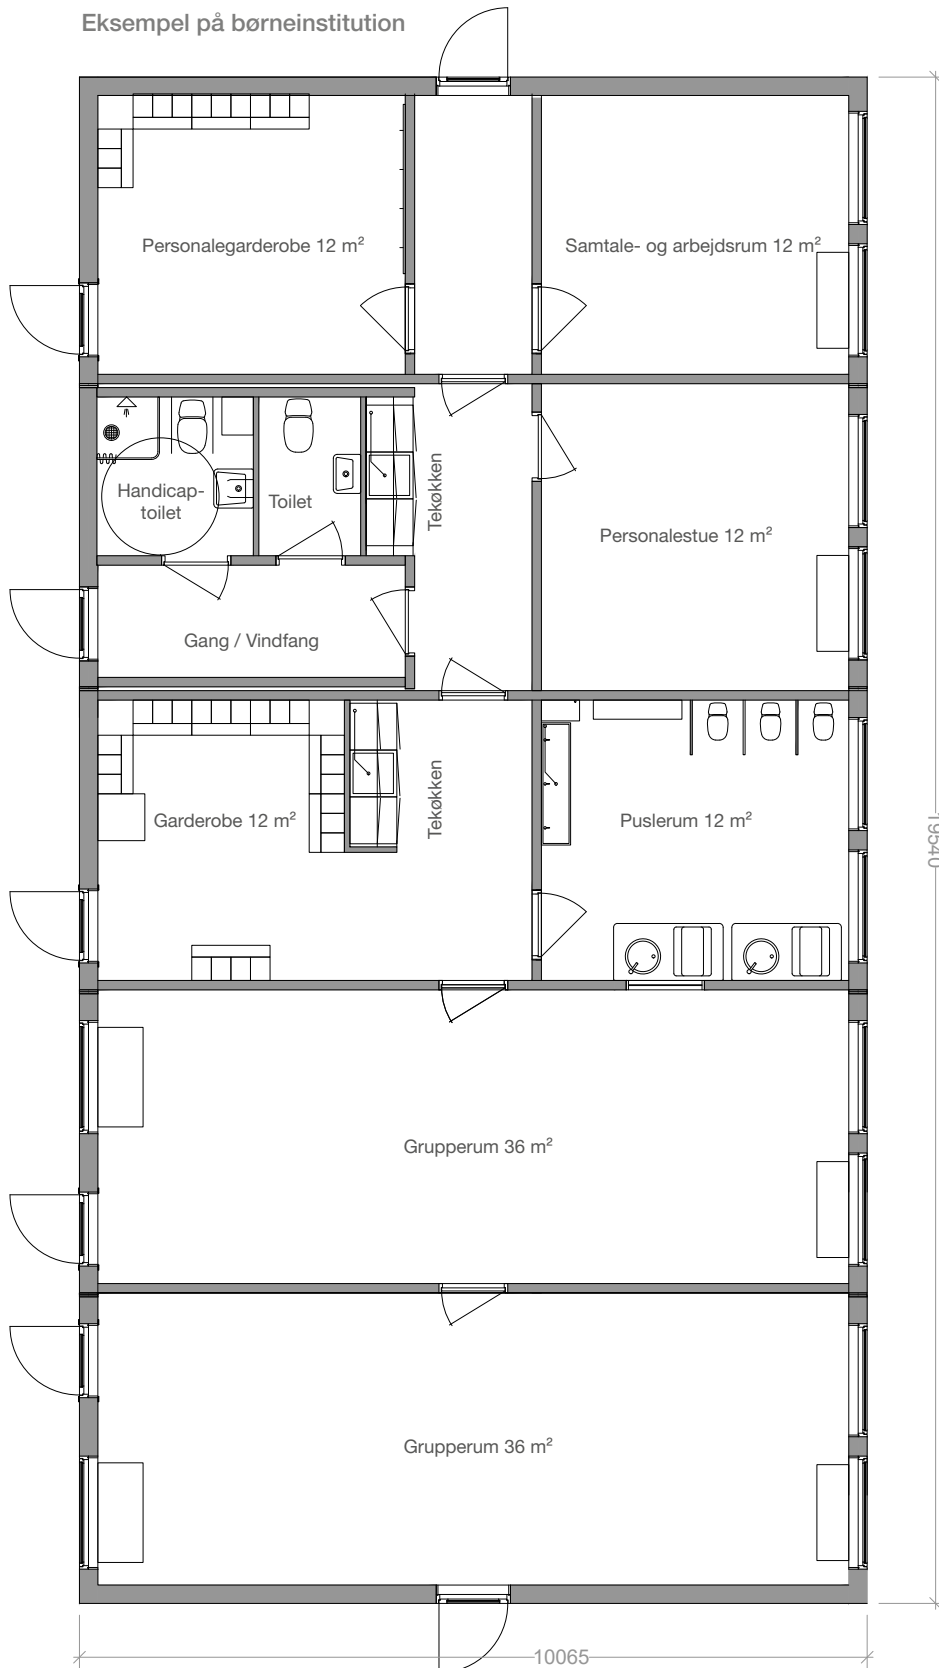 Eksempel på børneinstitution
Personalegarderobe 12 m²
Samtale- og arbejdsrum 12 m²
Handicap-
toilet
Toilet
Tekøkken
Personalestue 12 m²
Gang / Vindfang
Garderobe 12 m²
Tekøkken
Puslerum 12 m²
19540
Grupperum 36 m²
Grupperum 36 m²
10065